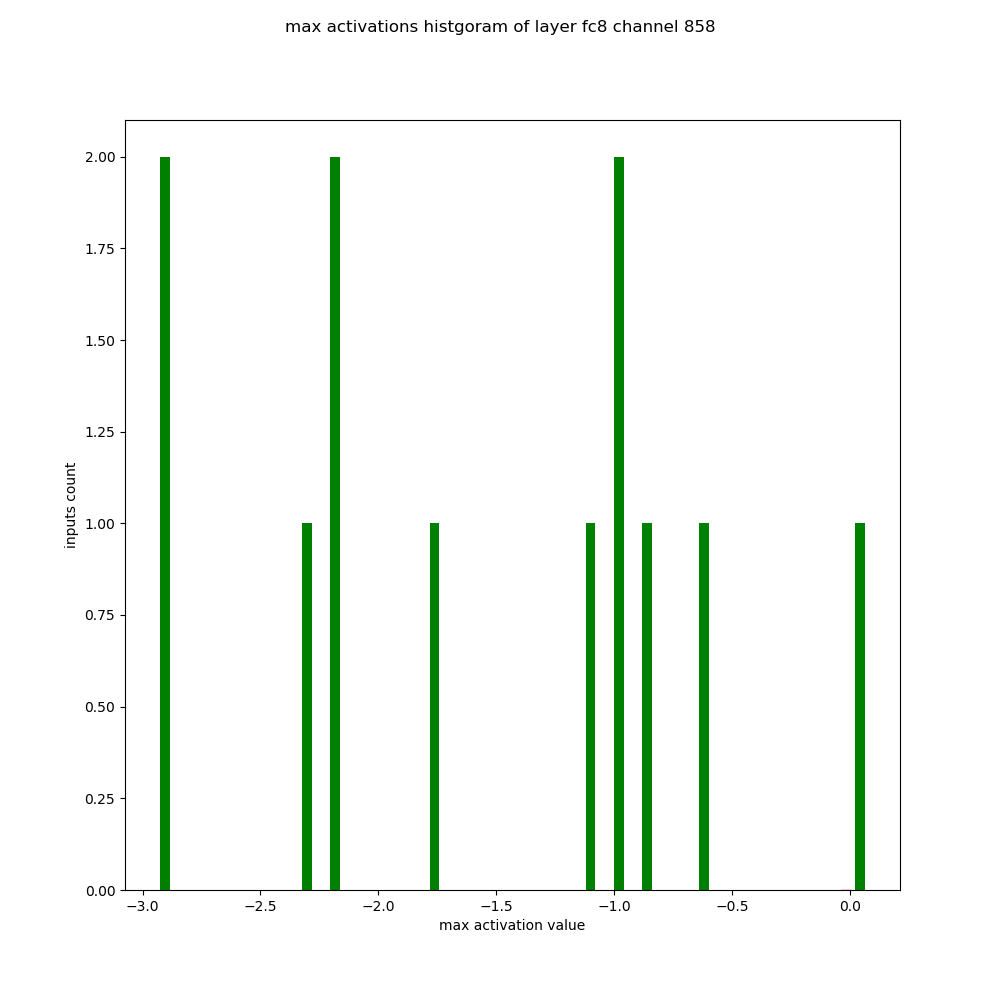 max activations histgoram of layer fc8 channel 858
2.00
1.75
1.50
1.25
1.00
0.75
0.50
0.25
0.00
inputs count
−3.0 −2.5 −2.0 −1.5 −1.0 −0.5 0.0
max activation value